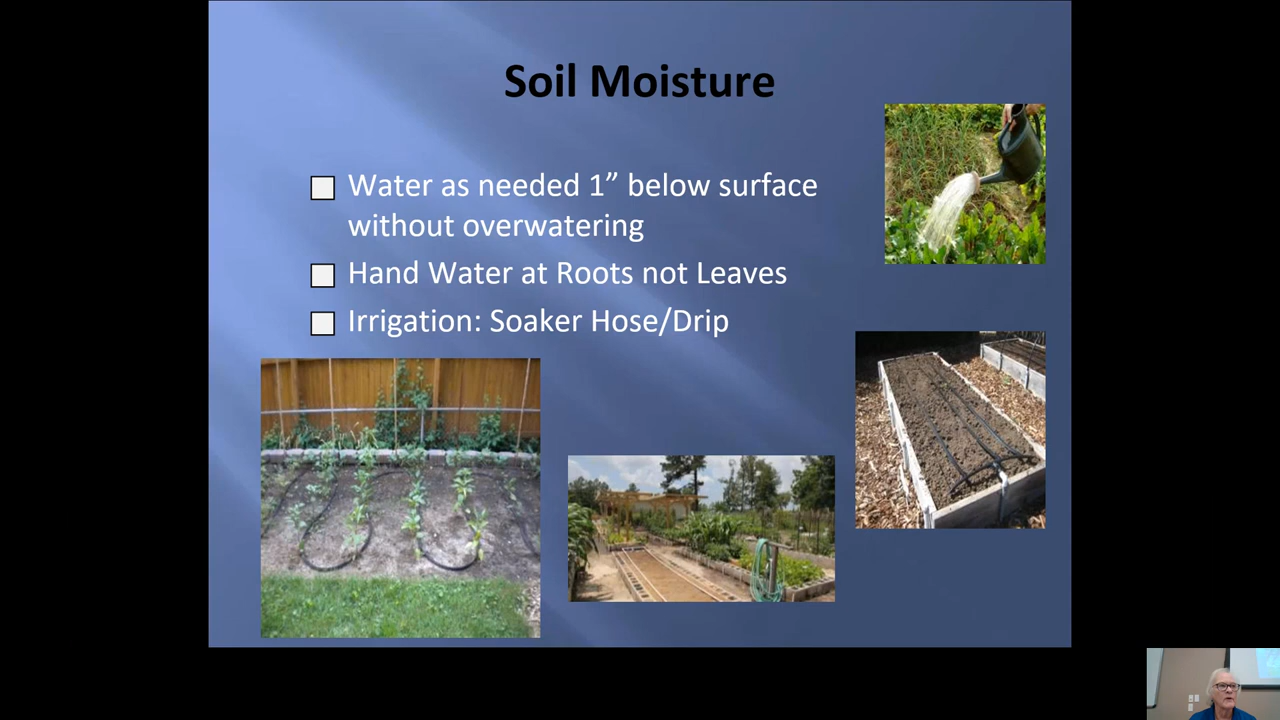 Soil Moisture
Water as needed 1” below surface
without overwatering
Hand Water at Roots not Leaves
Irrigation: Soaker Hose/Drip